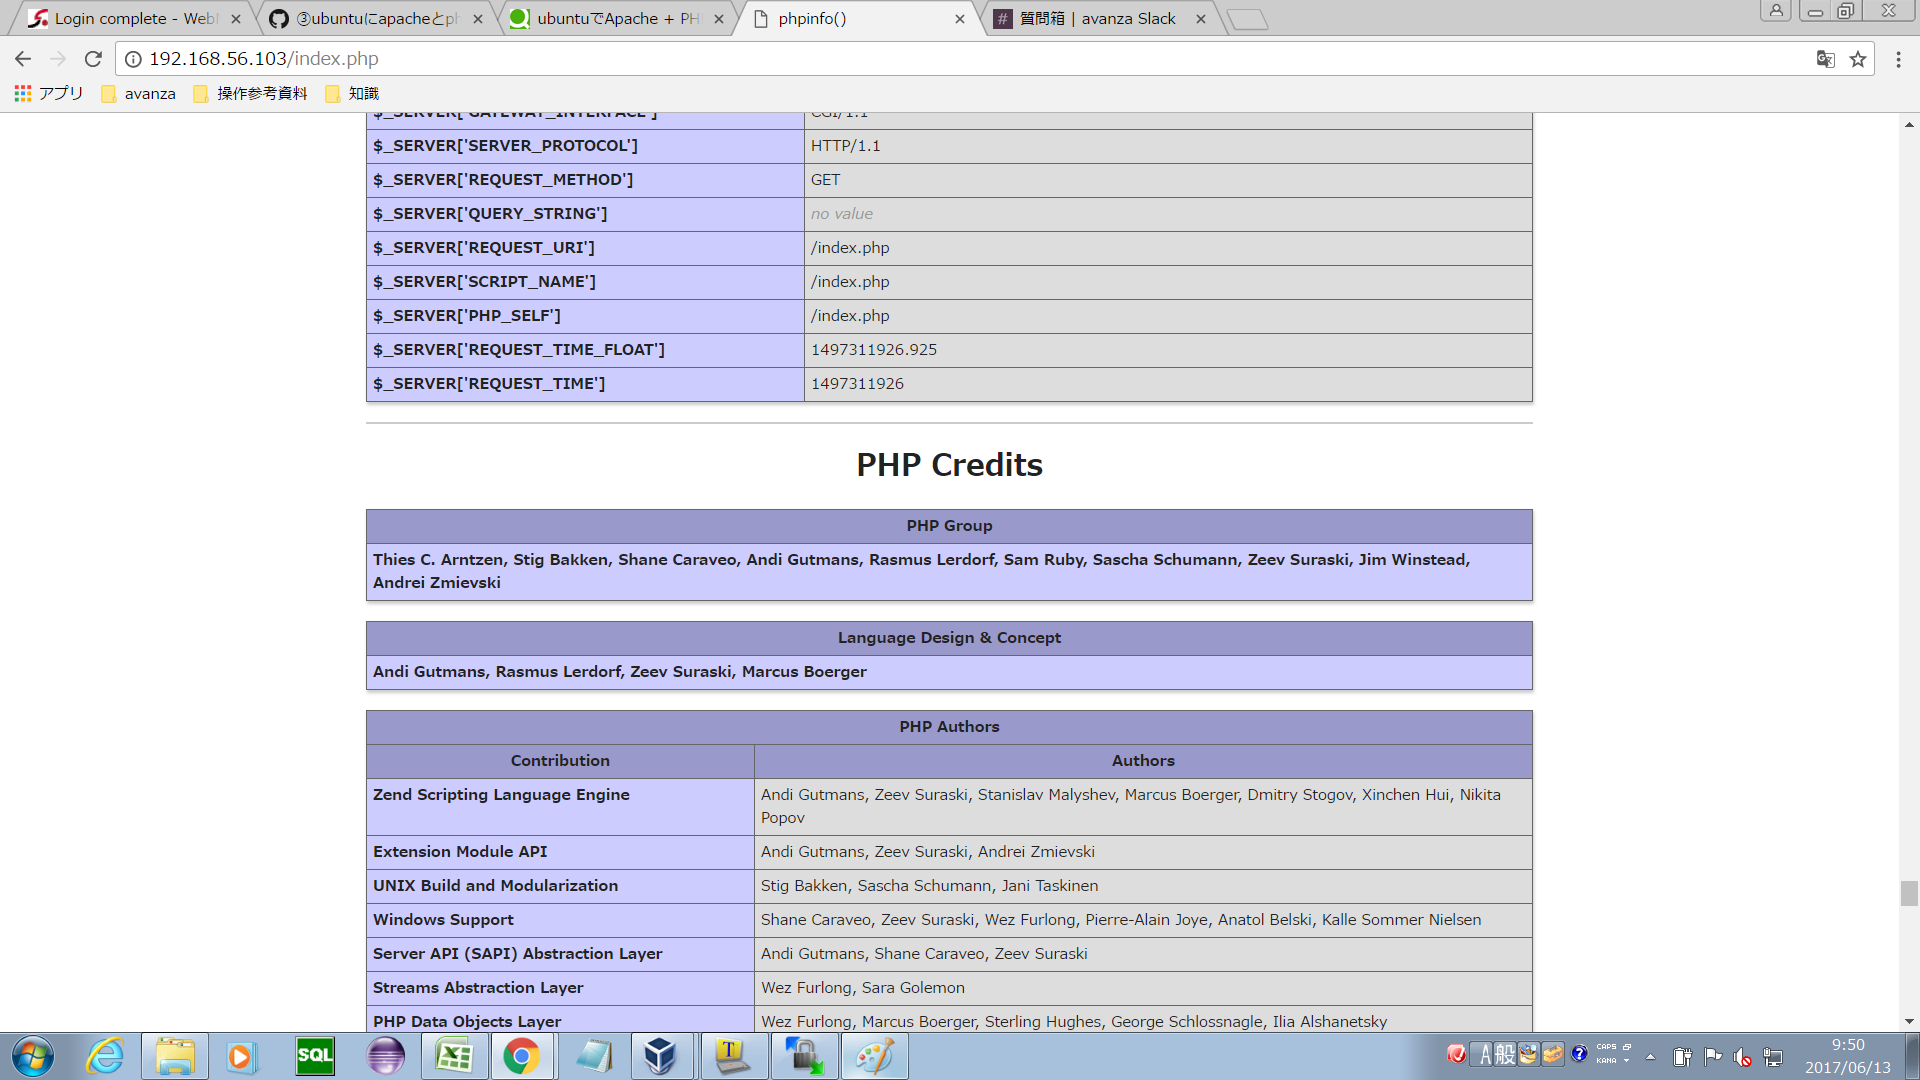 Login complete - Web
③ubuntuにapacheとph
ubuntuでApache + PH
phpinfo()
質問箱 | avanza Slack
192.168.56.103/index.php
アプリ
avanza
操作参考資料
知識
$_SERVER['GATEWAY_INTERFACE'] CGI/1.1
$_SERVER['SERVER_PROTOCOL'] HTTP/1.1
$_SERVER['REQUEST_METHOD'] GET
$_SERVER['QUERY_STRING'] no value
$_SERVER['REQUEST_URI'] /index.php
$_SERVER['SCRIPT_NAME'] /index.php
$_SERVER['PHP_SELF'] /index.php
$_SERVER['REQUEST_TIME_FLOAT'] 1497311926.925
$_SERVER['REQUEST_TIME'] 1497311926
PHP Credits
PHP Group
Thies C. Arntzen, Stig Bakken, Shane Caraveo, Andi Gutmans, Rasmus Lerdorf, Sam Ruby, Sascha Schumann, Zeev Suraski, Jim Winstead,
Andrei Zmievski
Language Design & Concept
Andi Gutmans, Rasmus Lerdorf, Zeev Suraski, Marcus Boerger
PHP Authors
Contribution Authors
Zend Scripting Language Engine Andi Gutmans, Zeev Suraski, Stanislav Malyshev, Marcus Boerger, Dmitry Stogov, Xinchen Hui, Nikita
Popov
Extension Module API Andi Gutmans, Zeev Suraski, Andrei Zmievski
UNIX Build and Modularization Stig Bakken, Sascha Schumann, Jani Taskinen
Windows Support Shane Caraveo, Zeev Suraski, Wez Furlong, Pierre-Alain Joye, Anatol Belski, Kalle Sommer Nielsen
Server API (SAPI) Abstraction Layer Andi Gutmans, Shane Caraveo, Zeev Suraski
Streams Abstraction Layer Wez Furlong, Sara Golemon
PHP Data Objects Layer Wez Furlong, Marcus Boerger, Sterling Hughes, George Schlossnagle, Ilia Alshanetsky
SQL
A 般
CAPS
KANA
9:50
2017/06/13